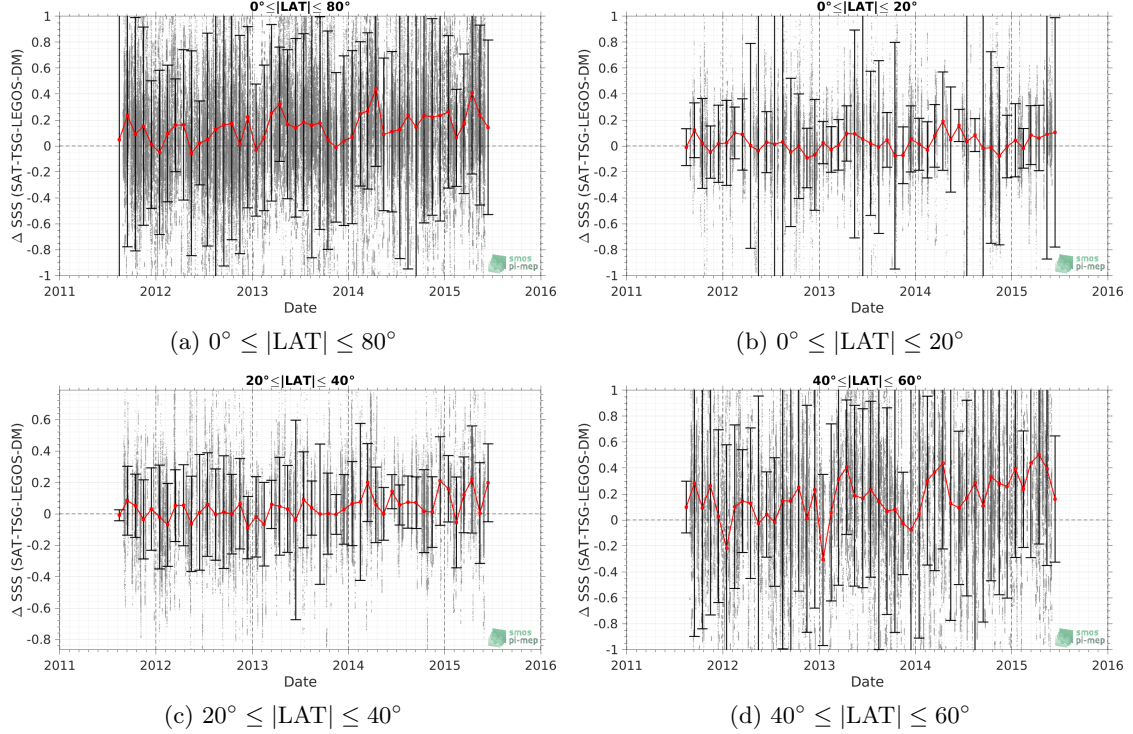 0°≤|LAT|≤ 80°
Δ SSS (SAT-TSG-LEGOS-DM)
1
0.8
0.6
0.4
0.2
0
-0.2
-0.4
-0.6
-0.8
-1
smos
pi-mep
2011 2012 2013 2014 2015 2016
Date
(a) 0° ≤ |LAT| ≤ 80°
0°≤|LAT|≤ 20°
Δ SSS (SAT-TSG-LEGOS-DM)
1
0.8
0.6
0.4
0.2
0
-0.2
-0.4
-0.6
-0.8
-1
smos
pi-mep
2011 2012 2013 2014 2015 2016
Date
(b) 0° ≤ |LAT| ≤ 20°
20°≤|LAT|≤ 40°
Δ SSS (SAT-TSG-LEGOS-DM)
0.6
0.4
0.2
0
-0.2
-0.4
-0.6
-0.8
smos
pi-mep
2011 2012 2013 2014 2015 2016
Date
(c) 20° ≤ |LAT| ≤ 40°
40°≤|LAT|≤ 60°
Δ SSS (SAT-TSG-LEGOS-DM)
1
0.8
0.6
0.4
0.2
0
-0.2
-0.4
-0.6
-0.8
-1
smos
pi-mep
2011 2012 2013 2014 2015 2016
Date
(d) 40° ≤ |LAT| ≤ 60°